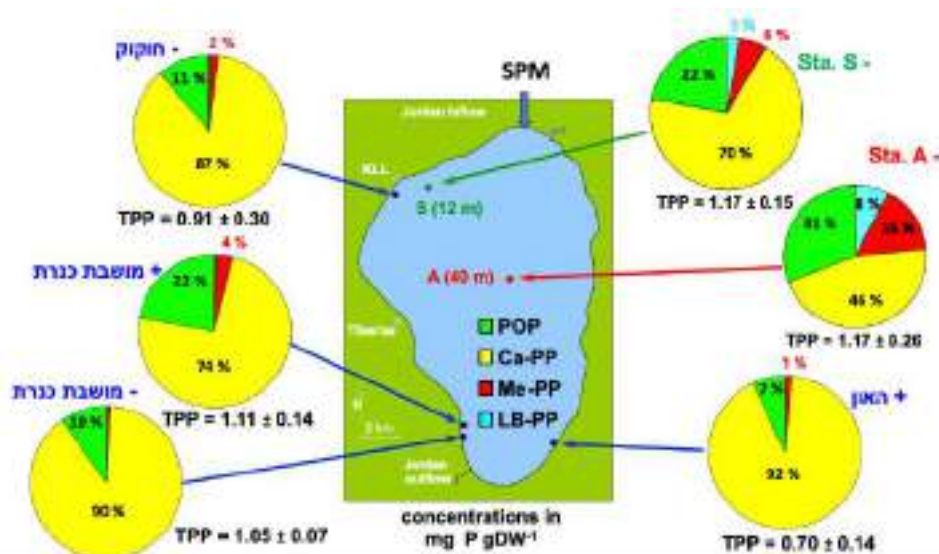 חוקוק -
2 %
11 %
87 %
TPP = 0.91 ± 0.30
מושבת כנרת +
4 %
22 %
74 %
TPP = 1.11 ± 0.14
מושבת כנרת -
90 %
TPP = 1.05 ± 0.07
SPM
Jordan inflow
KLL
S (12 m)
A (40 m)
Tiberias
POP
Ca-PP
Me-PP
LB-PP
Jordan
outflow
concentrations in
mg P gDW-1
6 %
22 %
70 %
Sta. S -
TPP = 1.17 ± 0.15
Sta. A -
8 %
46 %
TPP = 1.17 ± 0.26
האון +
1 %
7 %
92 %
TPP = 0.70 ± 0.14